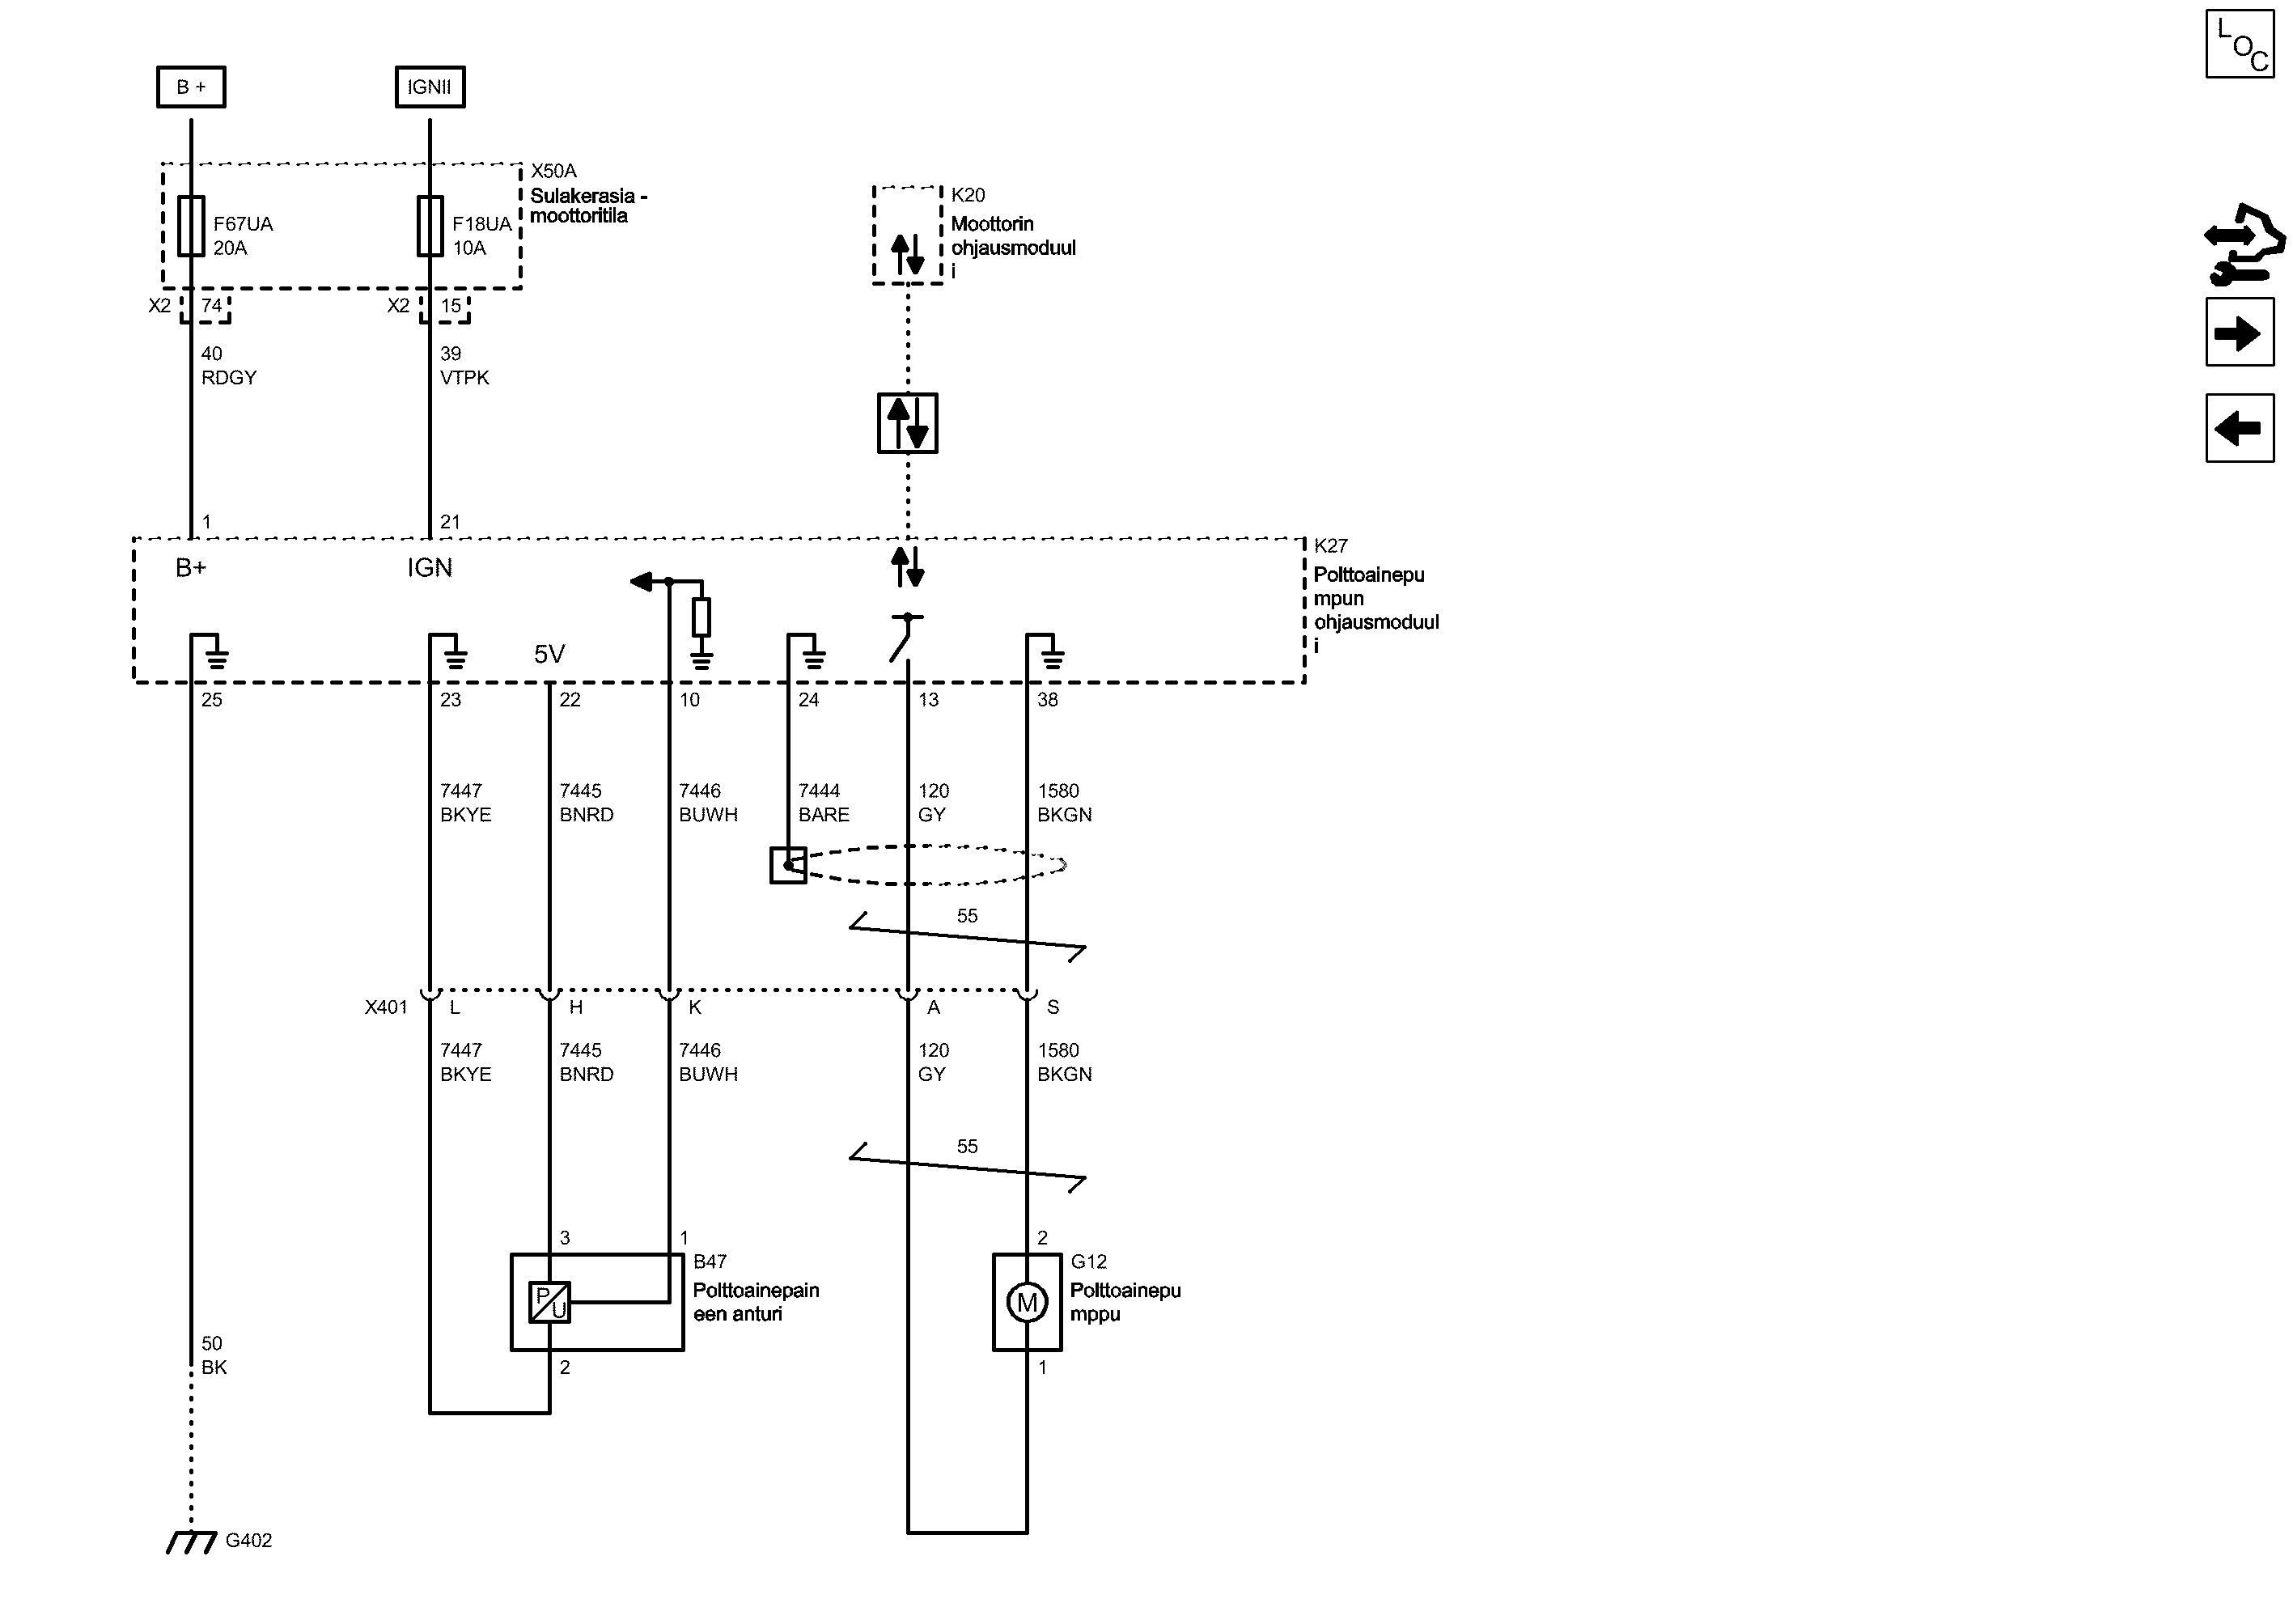 LOC
B +
IGNII
X50A
Sulakerasia -
moottoritila
F67UA
20A
F18UA
10A
K20
Moottorin
ohjausmoduul
i
X2
74
X2
15
40
RDGY
39
VTPK
1
21
B+
IGN
K27
Polttoainepu
mpun
ohjausmoduul
i
5V
25
23
22
10
24
13
38
7447
BKYE
7445
BNRD
7446
BUWH
7444
BARE
120
GY
1580
BKGN
55
X401
L
H
K
A
S
7447
BKYE
7445
BNRD
7446
BUWH
120
GY
1580
BKGN
55
3
1
2
B47
Polttoainepain
een anturi
P
U
G12
Polttoainepu
mppu
M
50
BK
2
1
G402